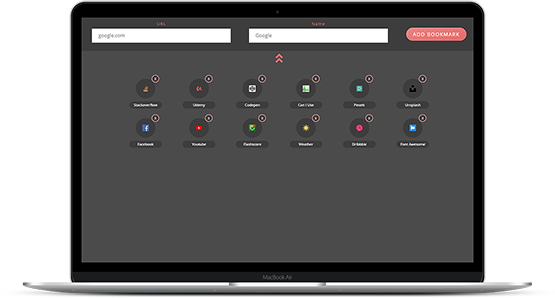 URL
Name
google.com
Google
ADD BOOKMARK
X X X X X X
Stackoverflow Udemy Codepen Can I Use Pexels Unsplash
X X X X X X
Facebook Youtube Flashscore Weather Dribbble Font Awesome
MacBook Air